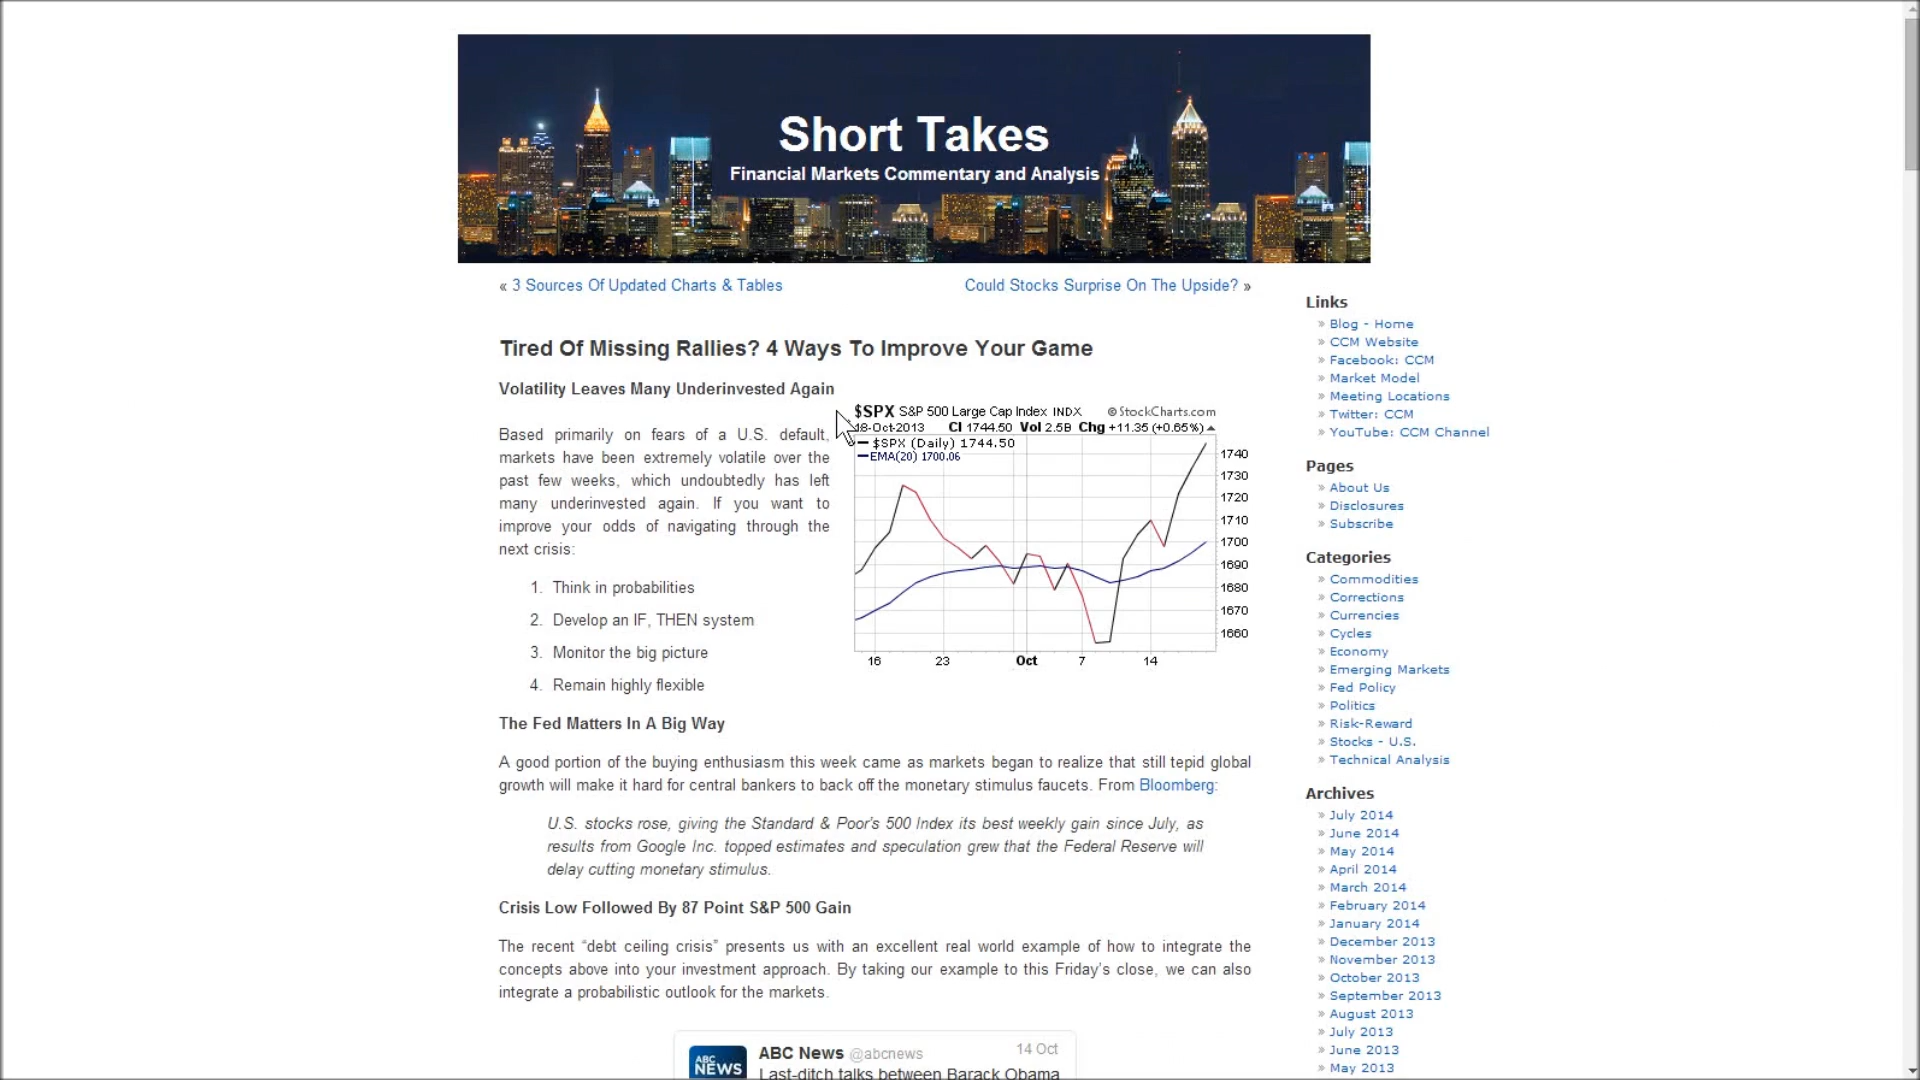 Short Takes
Financial Markets Commentary and Analysis
« 3 Sources Of Updated Charts & Tables
Could Stocks Surprise On The Upside? »
Tired Of Missing Rallies? 4 Ways To Improve Your Game
Volatility Leaves Many Underinvested Again
Based primarily on fears of a U.S. default,
markets have been extremely volatile over the
past few weeks, which undoubtedly has left
many underinvested again. If you want to
improve your odds of navigating through the
next crisis:
$SPX S&P 500 Large Cap Index INDX © StockCharts.com
18-Oct-2013 Cl 1744.50 Vol 2.5B Chg +11.35 (+0.65%)
$SPX (Daily) 1744.50
EMA(20) 1700.06
1740
1730
1720
1710
1700
1690
1680
1670
1660
16 23 Oct 7 14
1. Think in probabilities
2. Develop an IF, THEN system
3. Monitor the big picture
4. Remain highly flexible
The Fed Matters In A Big Way
A good portion of the buying enthusiasm this week came as markets began to realize that still tepid global
growth will make it hard for central bankers to back off the monetary stimulus faucets. From Bloomberg:
U.S. stocks rose, giving the Standard & Poor's 500 Index its best weekly gain since July, as
results from Google Inc. topped estimates and speculation grew that the Federal Reserve will
delay cutting monetary stimulus.
Crisis Low Followed By 87 Point S&P 500 Gain
The recent “debt ceiling crisis” presents us with an excellent real world example of how to integrate the
concepts above into your investment approach. By taking our example to this Friday’s close, we can also
integrate a probabilistic outlook for the markets.
ABC NEWS
ABC News @abcnews 14 Oct
Last-ditch talks between Barack Obama
Links
» Blog - Home
» CCM Website
» Facebook: CCM
» Market Model
» Meeting Locations
» Twitter: CCM
» YouTube: CCM Channel
Pages
» About Us
» Disclosures
» Subscribe
Categories
» Commodities
» Corrections
» Currencies
» Cycles
» Economy
» Emerging Markets
» Fed Policy
» Politics
» Risk-Reward
» Stocks - U.S.
» Technical Analysis
Archives
» July 2014
» June 2014
» May 2014
» April 2014
» March 2014
» February 2014
» January 2014
» December 2013
» November 2013
» October 2013
» September 2013
» August 2013
» July 2013
» June 2013
» May 2013